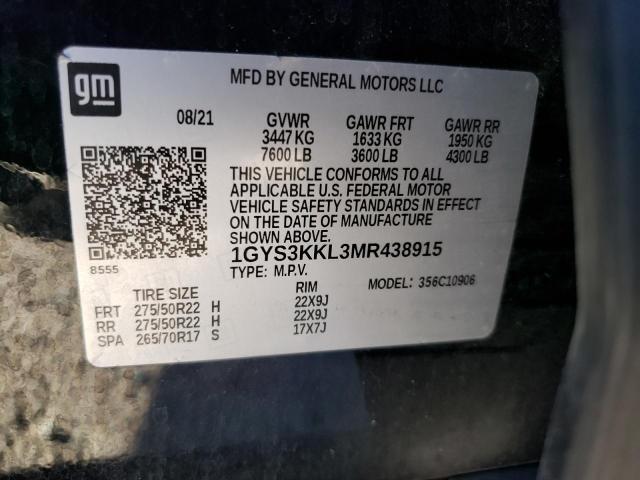 gm
MFD BY GENERAL MOTORS LLC
08/21 GVWR GAWR FRT GAWR RR
3447 KG 1633 KG 1950 KG
7600 LB 3600 LB 4300 LB
THIS VEHICLE CONFORMS TO ALL
APPLICABLE U.S. FEDERAL MOTOR
VEHICLE SAFETY STANDARDS IN EFFECT
ON THE DATE OF MANUFACTURE
SHOWN ABOVE.
1GYS3KKL3MR438915
8555
TYPE: M.P.V. MODEL: 356C10906
TIRE SIZE RIM
FRT 275/50R22 H 22X9J
RR 275/50R22 H 22X9J
SPA 265/70R17 S 17X7J